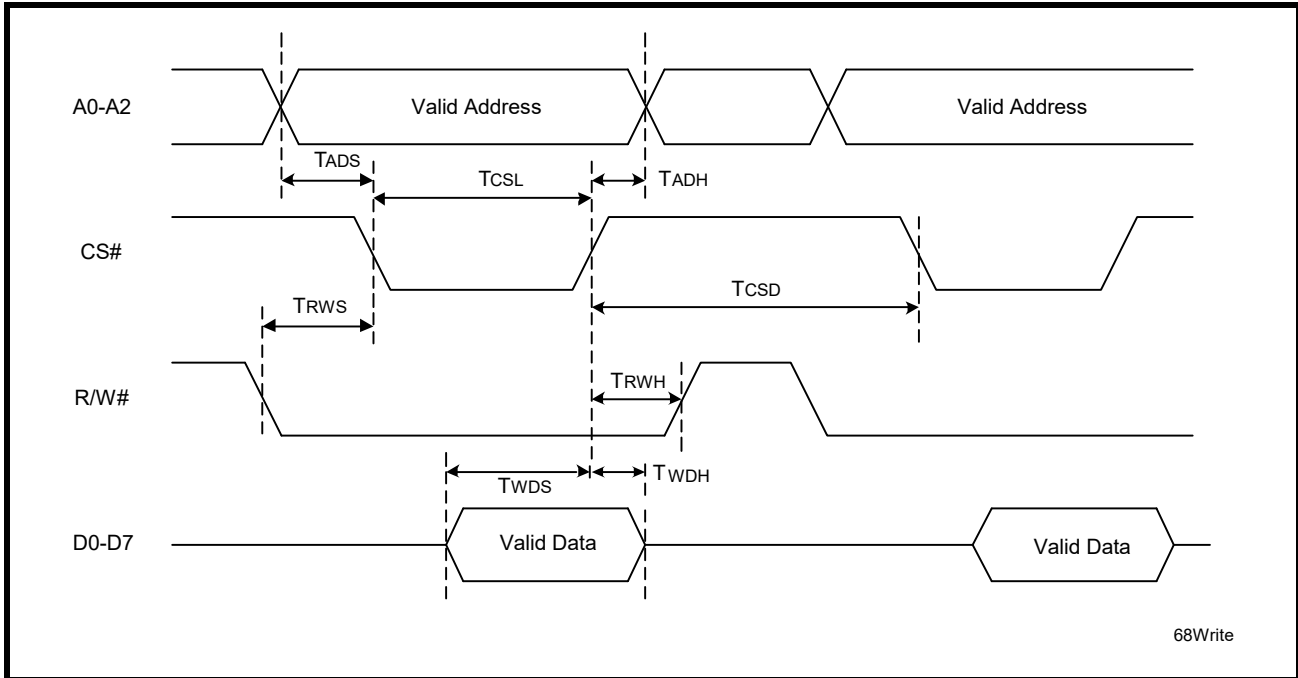 A0-A2
Valid Address
Valid Address
TADS
TCSL
TADH
CS#
TCSD
TRWS
R/W#
TRWH
TWDS
TWDH
D0-D7
Valid Data
Valid Data
68Write